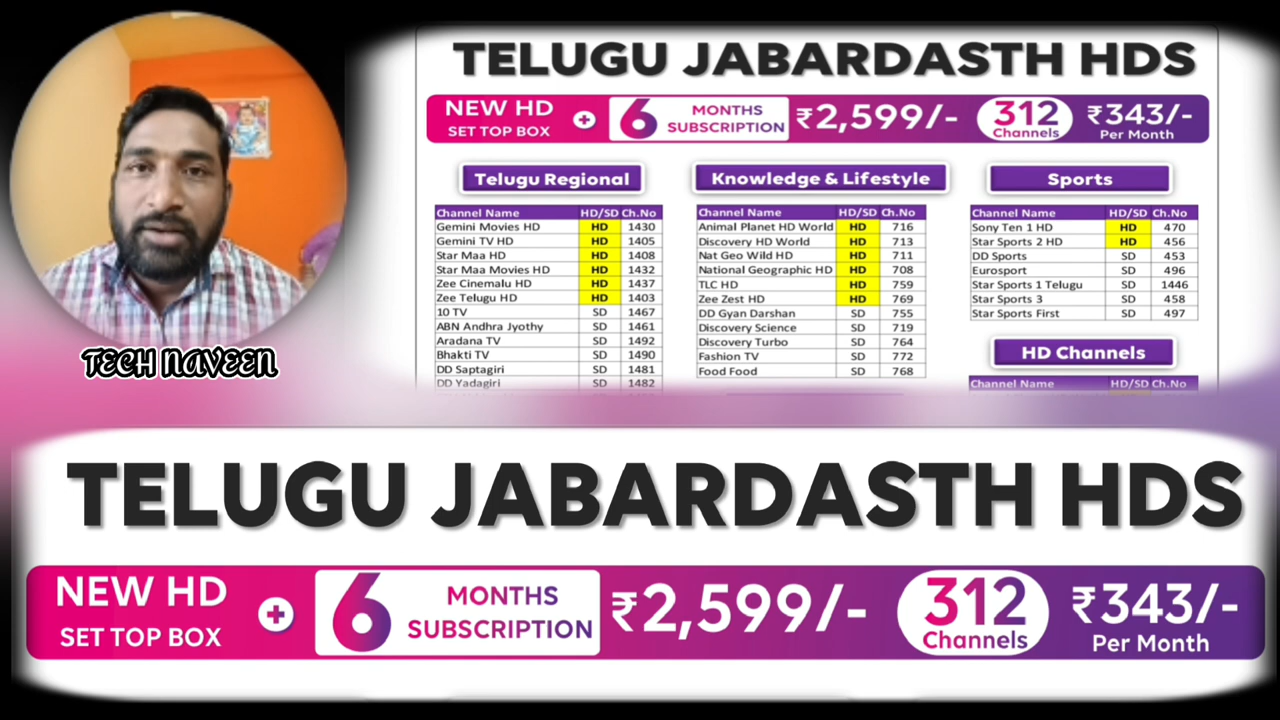 TELUGU JABARDASTH HDS
NEW HD
SET TOP BOX
+
6
MONTHS
SUBSCRIPTION
₹2,599/-
312
Channels
₹343/-
Per Month
Telugu Regional
Channel Name HD/SD Ch.No
Gemini Movies HD HD 1430
Gemini TV HD HD 1405
Star Maa HD HD 1408
Star Maa Movies HD HD 1432
Zee Cinemalu HD HD 1437
Zee Telugu HD HD 1403
10 TV SD 1467
ABN Andhra Jyothy SD 1461
Aradana TV SD 1492
Bhakti TV SD 1490
DD Saptagiri SD 1481
DD Yadagiri SD 1482
Knowledge & Lifestyle
Channel Name HD/SD Ch.No
Animal Planet HD World HD 716
Discovery HD World HD 713
Nat Geo Wild HD HD 711
National Geographic HD HD 708
TLC HD HD 759
Zee Zest HD HD 769
DD Gyan Darshan SD 755
Discovery Science SD 719
Discovery Turbo SD 764
Fashion TV SD 772
Food Food SD 768
Sports
Channel Name HD/SD Ch.No
Sony Ten 1 HD HD 470
Star Sports 2 HD HD 456
DD Sports SD 453
Eurosport SD 496
Star Sports 1 Telugu SD 1446
Star Sports 3 SD 458
Star Sports First SD 497
HD Channels
Channel Name HD/SD Ch.No
TECH NAVEEN
TELUGU JABARDASTH HDS
NEW HD
SET TOP BOX
+
6
MONTHS
SUBSCRIPTION
₹2,599/-
312
Channels
₹343/-
Per Month